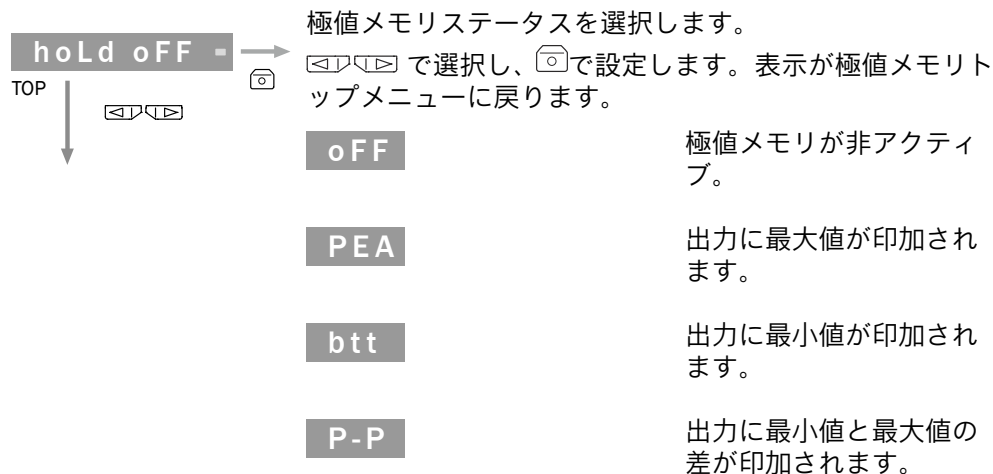 極値メモリステータスを選択します。
hoLd oFF -
TOP
で選択し、で設定します。表示が極値メモリト
ップメニューに戻ります。
oFF
極値メモリが非アクティ
ブ。
PEA
出力に最大値が印加され
ます。
btt
出力に最小値が印加され
ます。
P-P
出力に最小値と最大値の
差が印加されます。